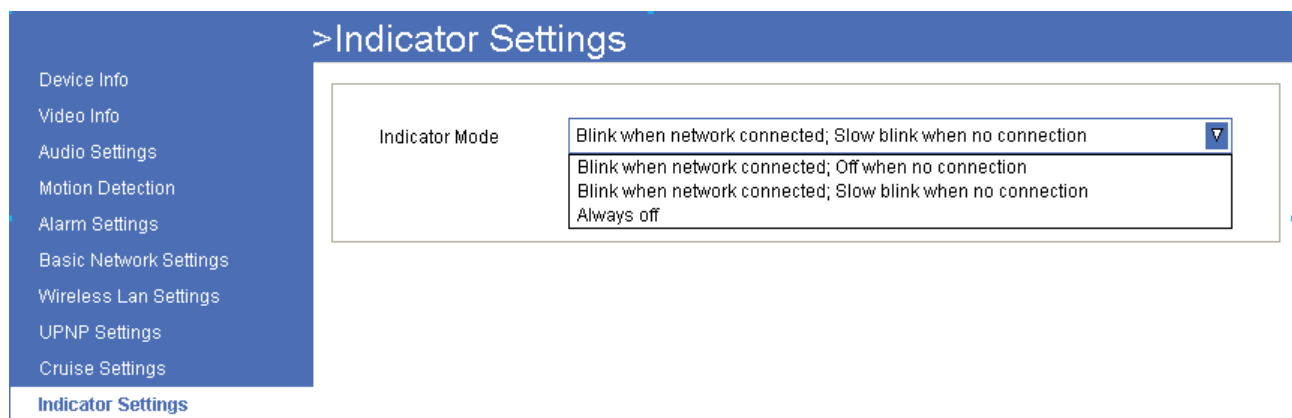 >Indicator Settings
Device Info
Video Info
Audio Settings
Motion Detection
Alarm Settings
Basic Network Settings
Wireless Lan Settings
UPNP Settings
Cruise Settings
Indicator Settings
Indicator Mode
Blink when network connected; Slow blink when no connection
Blink when network connected; Off when no connection
Blink when network connected; Slow blink when no connection
Always off